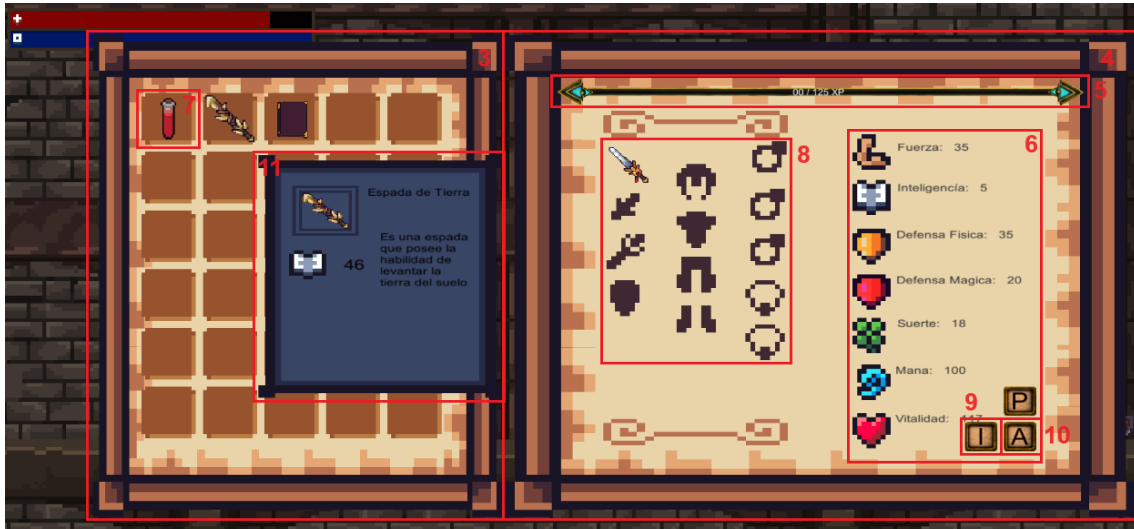 3
4
5
00 / 125 XP
7
11
Espada de Tierra
Es una espada
que posee la
habilidad de
levantar la
tierra del suelo
46
8
6
Fuerza: 35
Inteligencía: 5
Defensa Fisica: 35
Defensa Magica: 20
Suerte: 18
Mana: 100
Vitalidad:
P
9
I
A
10